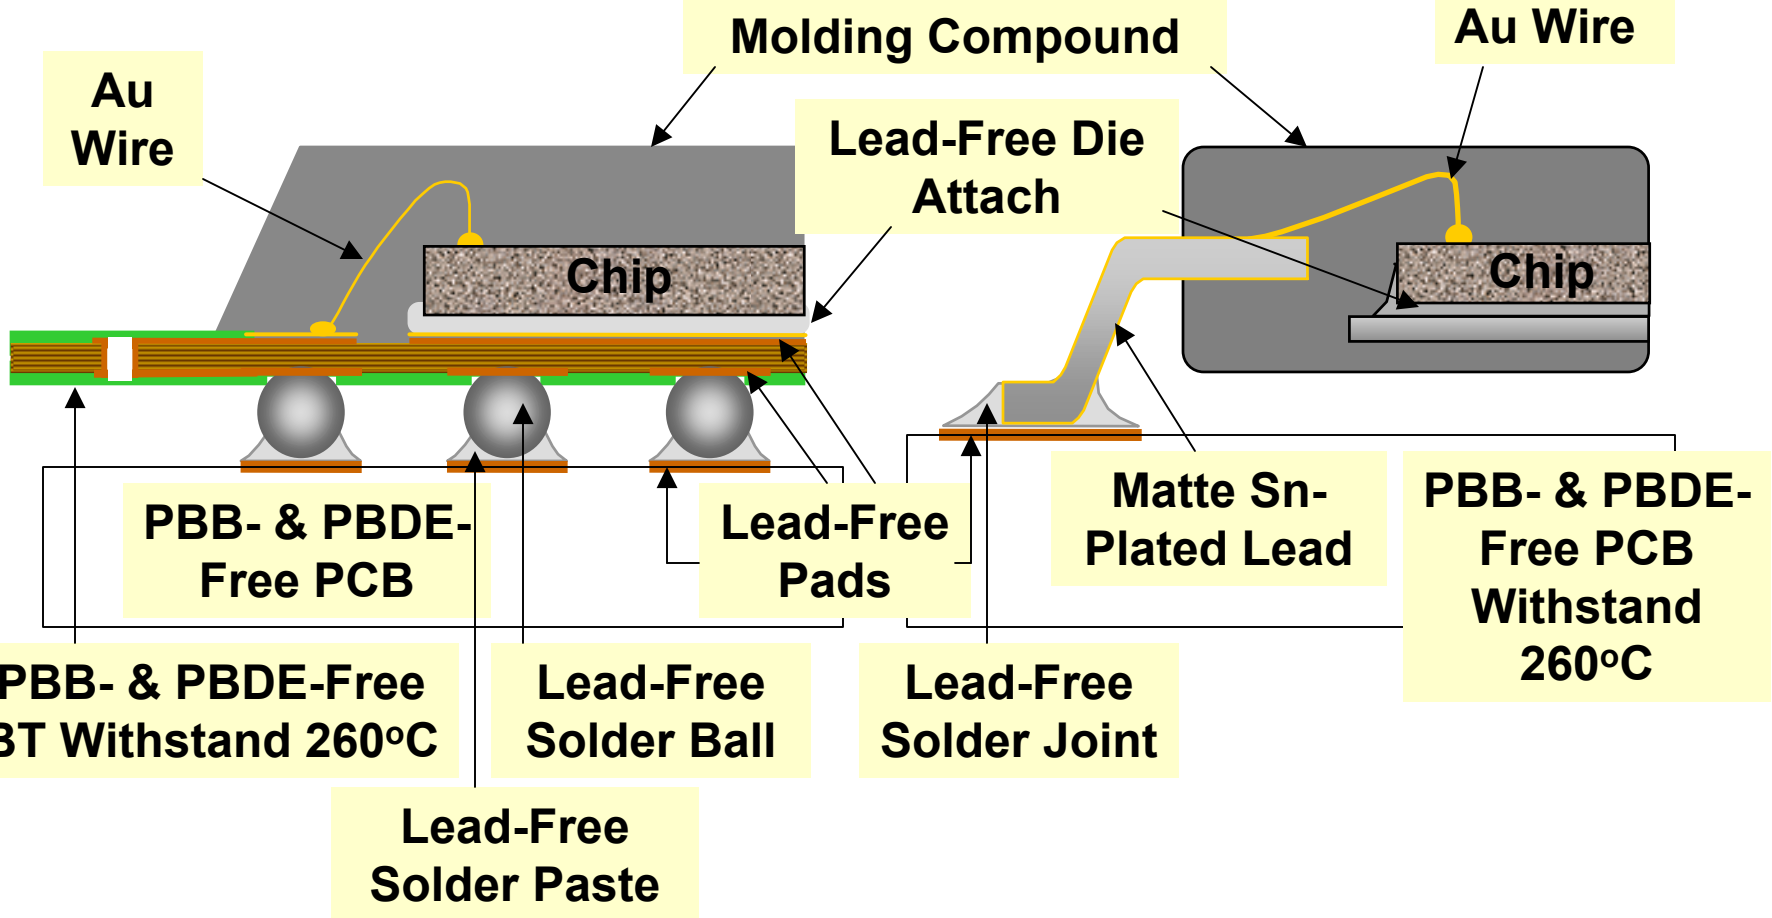 Molding Compound
Au Wire
Au
Wire
Lead-Free Die
Attach
Chip
Chip
PBB- & PBDE-
Free PCB
Lead-Free
Pads
Matte Sn-
Plated Lead
PBB- & PBDE-
Free PCB
Withstand
260ºC
PBB- & PBDE-Free
BT Withstand 260ºC
Lead-Free
Solder Ball
Lead-Free
Solder Joint
Lead-Free
Solder Paste